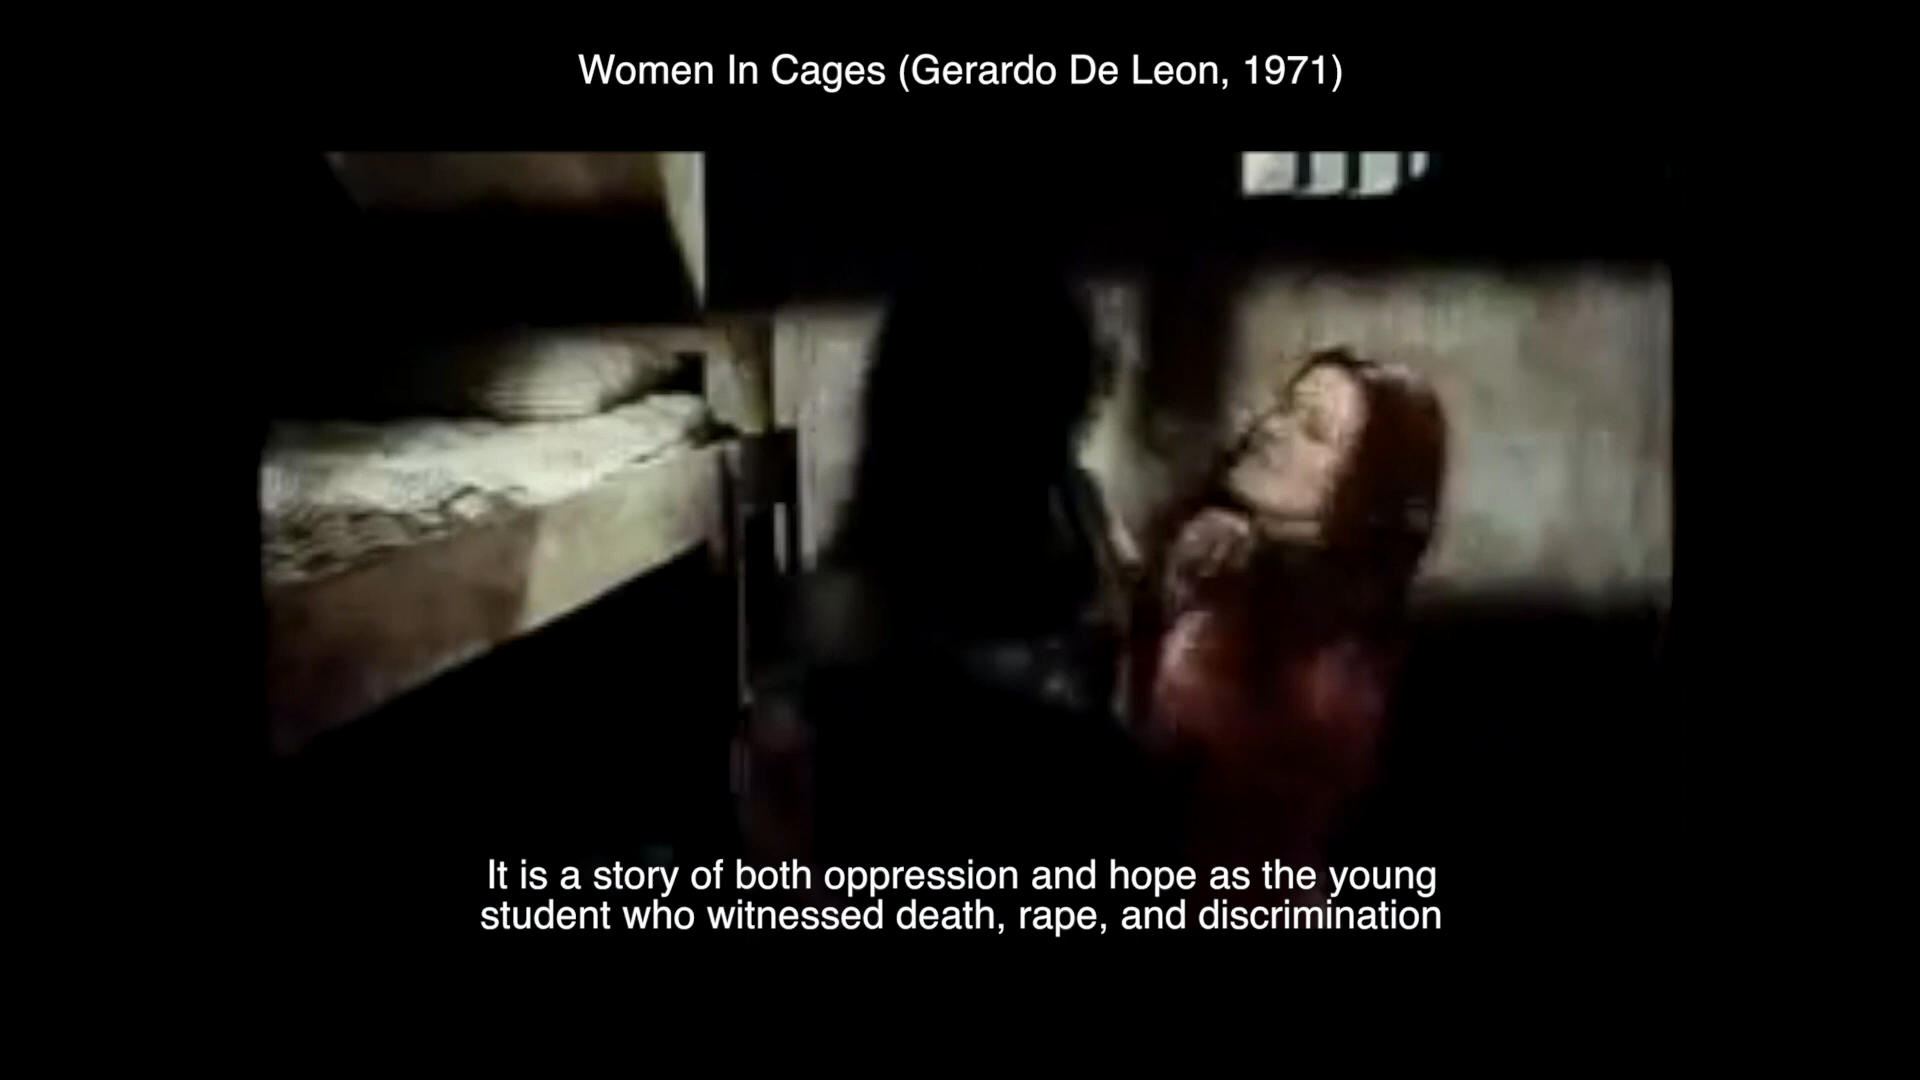 Women In Cages (Gerardo De Leon, 1971)
It is a story of both oppression and hope as the young
student who witnessed death, rape, and discrimination